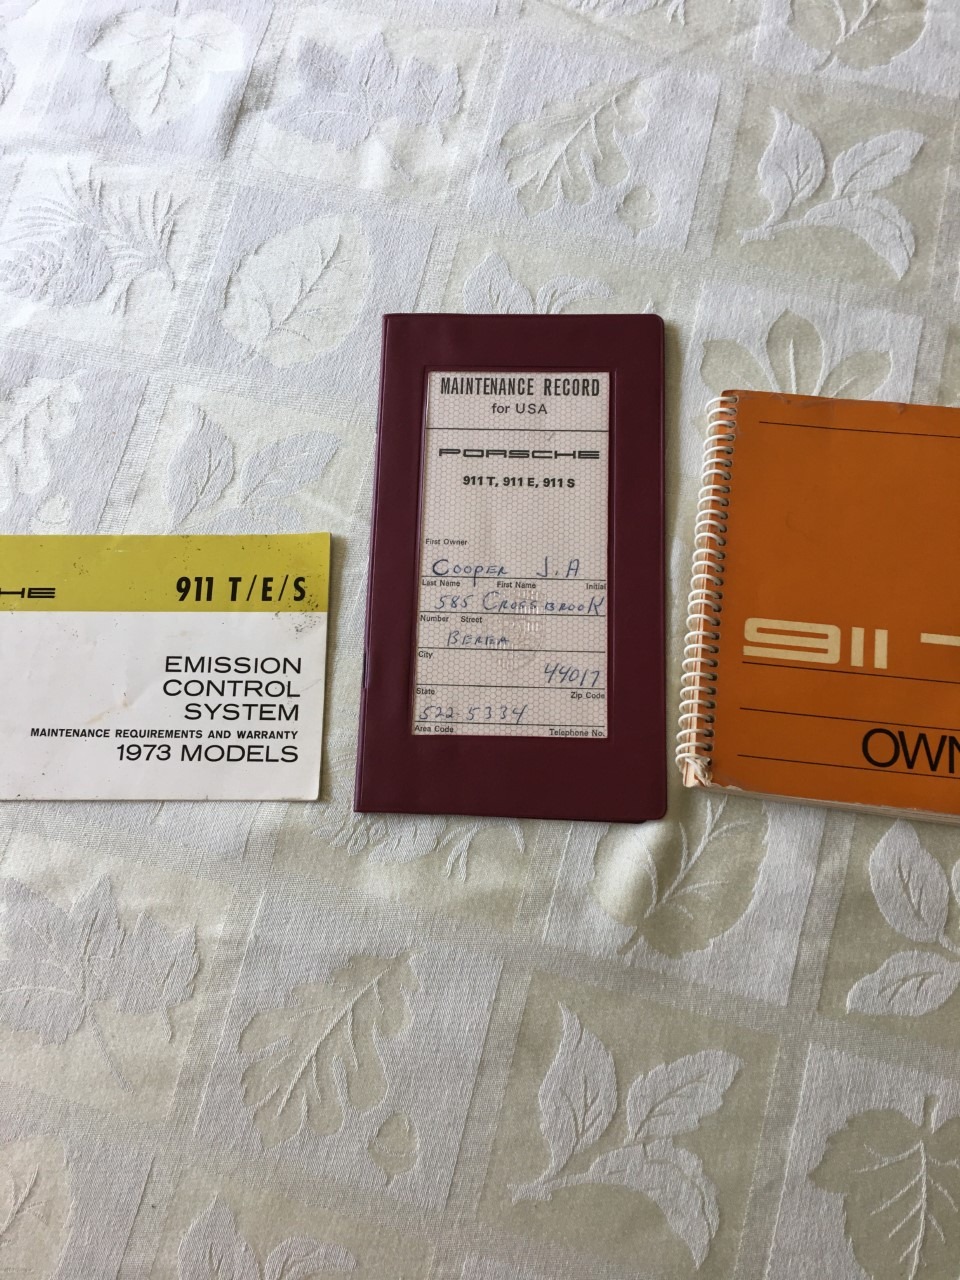 HE 911 T/E/S
EMISSION
CONTROL
SYSTEM
MAINTENANCE REQUIREMENTS AND WARRANTY
1973 MODELS
MAINTENANCE RECORD
for USA
PORSCHE
911 T, 911 E, 911 S
First Owner
COOPER J. A
Last Name First Name Initial
585 CROSSBROOK
Number Street
BEREA
City
44017
State Zip Code
522-5334
Area Code Telephone No.
911
OWN